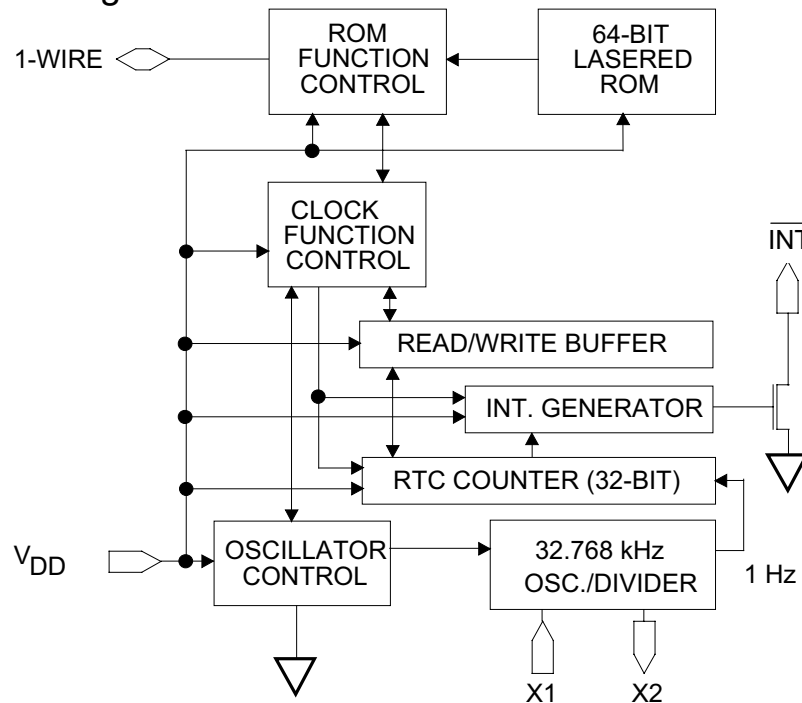 ROM
FUNCTION
CONTROL
64-BIT
LASERED
ROM
1-WIRE
CLOCK
FUNCTION
CONTROL
INT
READ/WRITE BUFFER
INT. GENERATOR
RTC COUNTER (32-BIT)
VDD
OSCILLATOR
CONTROL
32.768 kHz
OSC./DIVIDER
1 Hz
X1
X2